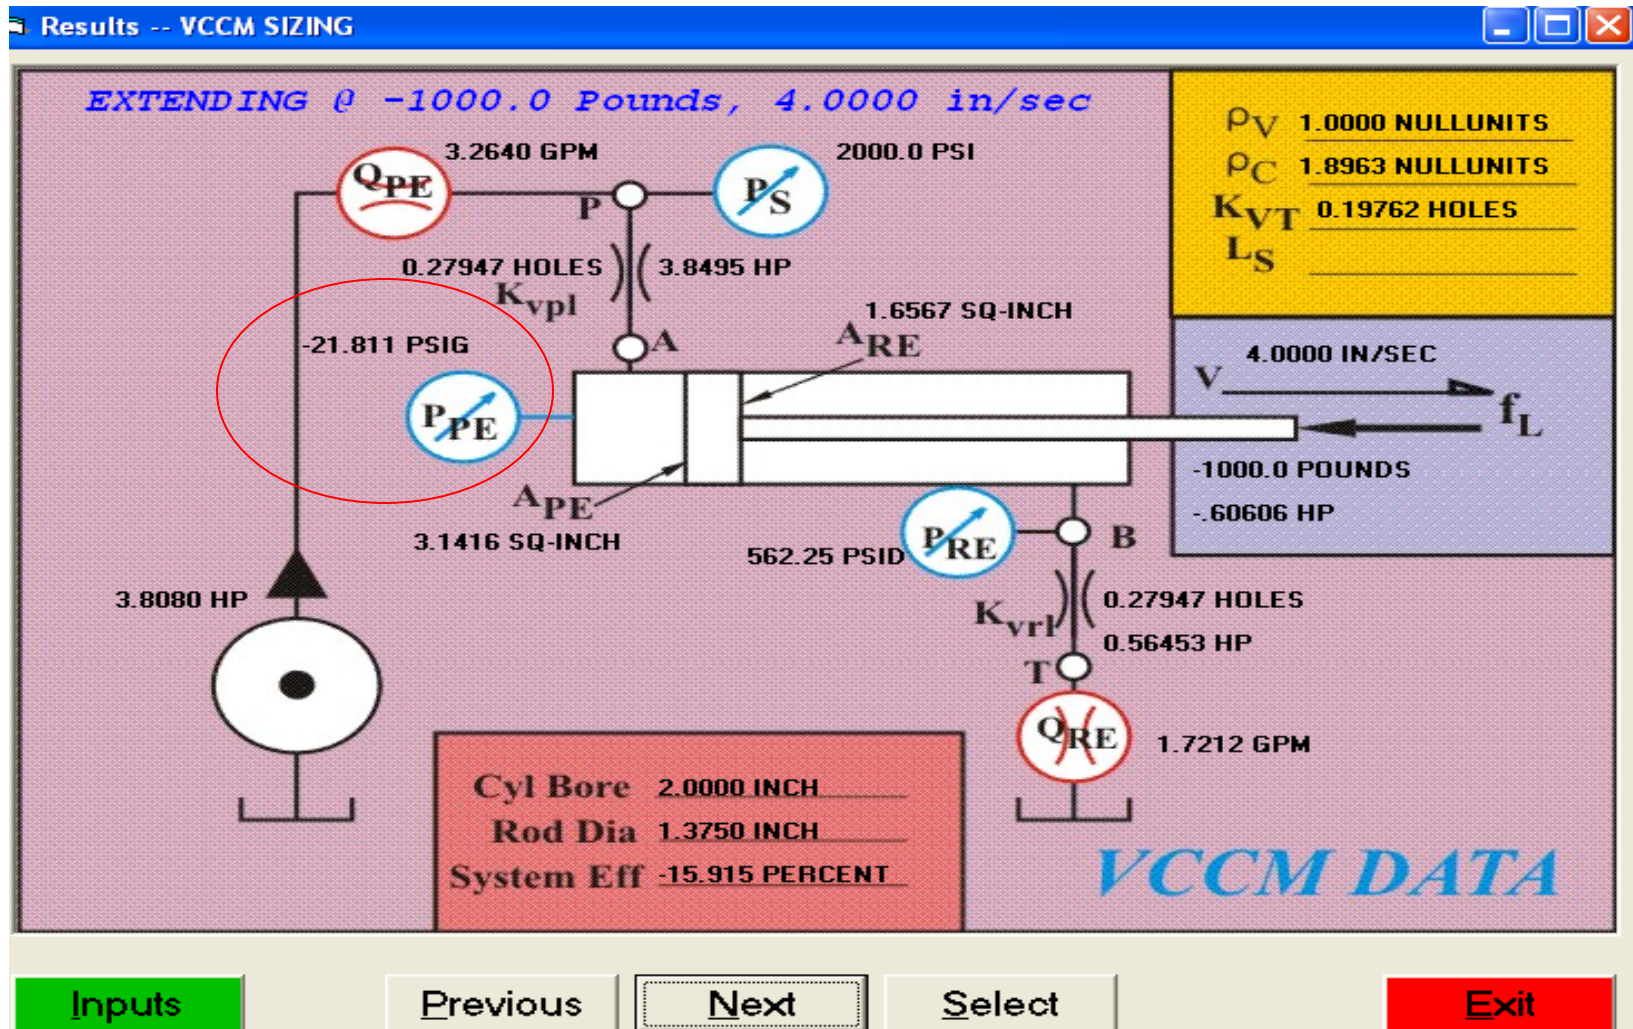 Results -- VCCM SIZING
EXTENDING @ -1000.0 Pounds, 4.0000 in/sec
ρV 1.0000 NULLUNITS
ρC 1.8963 NULLUNITS
KVT 0.19762 HOLES
LS
3.2640 GPM
2000.0 PSI
QPE
P
PS
0.27947 HOLES
3.8495 HP
Kvpl
1.6567 SQ-INCH
-21.811 PSIG
A
ARE
4.0000 IN/SEC
V
fL
PPE
-1000.0 POUNDS
-.60606 HP
APE
3.1416 SQ-INCH
562.25 PSID
PRE
B
3.8080 HP
Kvrl
0.27947 HOLES
0.56453 HP
T
QRE
1.7212 GPM
Cyl Bore 2.0000 INCH
Rod Dia 1.3750 INCH
System Eff -15.915 PERCENT
VCCM DATA
Inputs
Previous
Next
Select
Exit